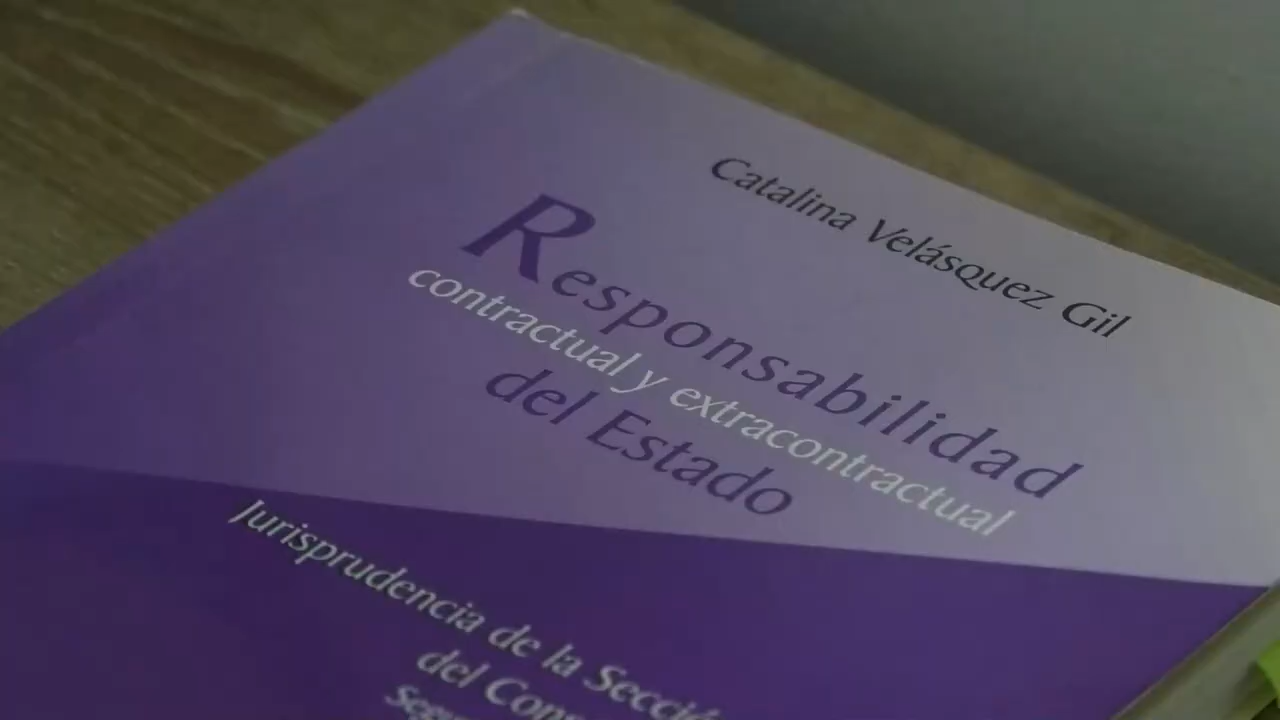 Catalina Velásquez Gil
Responsabilidad
contractual y extracontractual
del Estado
Jurisprudencia de la
del